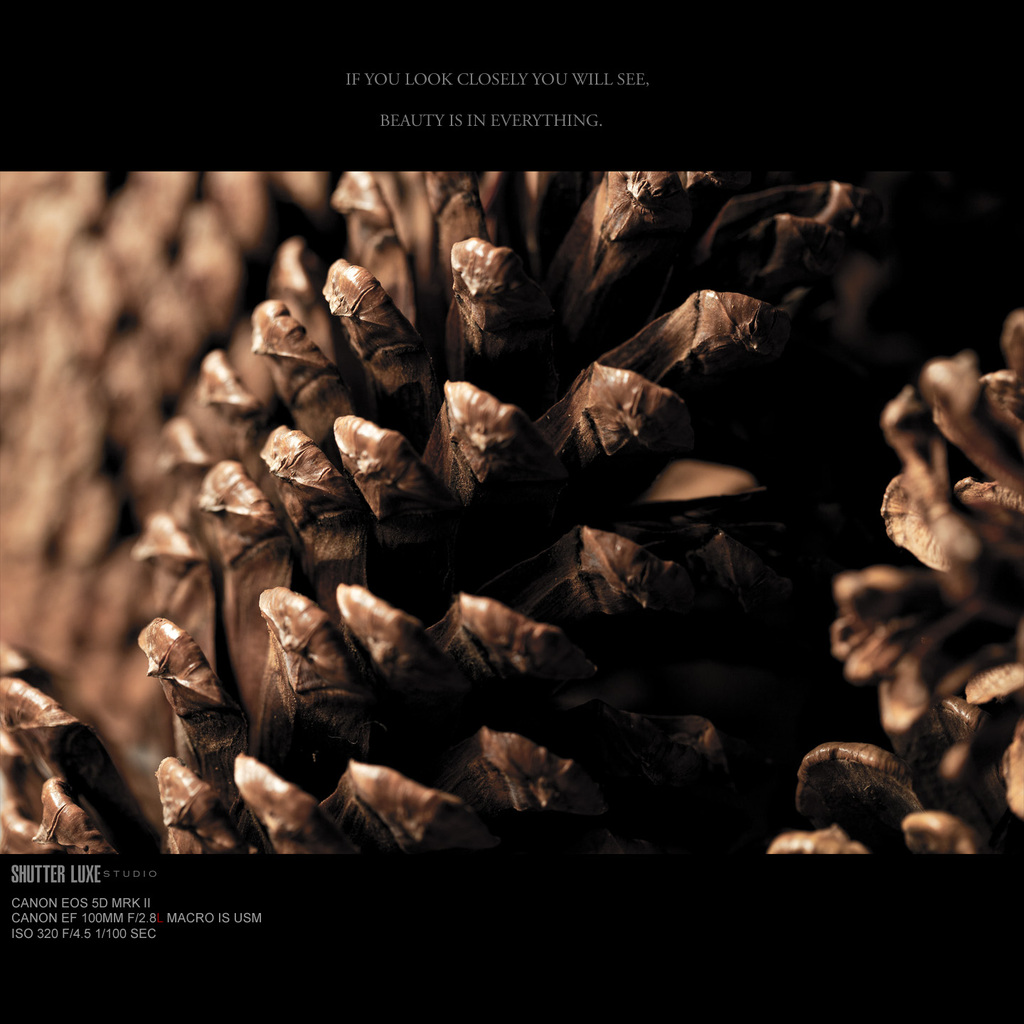 IF YOU LOOK CLOSELY YOU WILL SEE,
BEAUTY IS IN EVERYTHING.
SHUTTER LUXE STUDIO
CANON EOS 5D MRK II
CANON EF 100MM F/2.8L MACRO IS USM
ISO 320 F/4.5 1/100 SEC